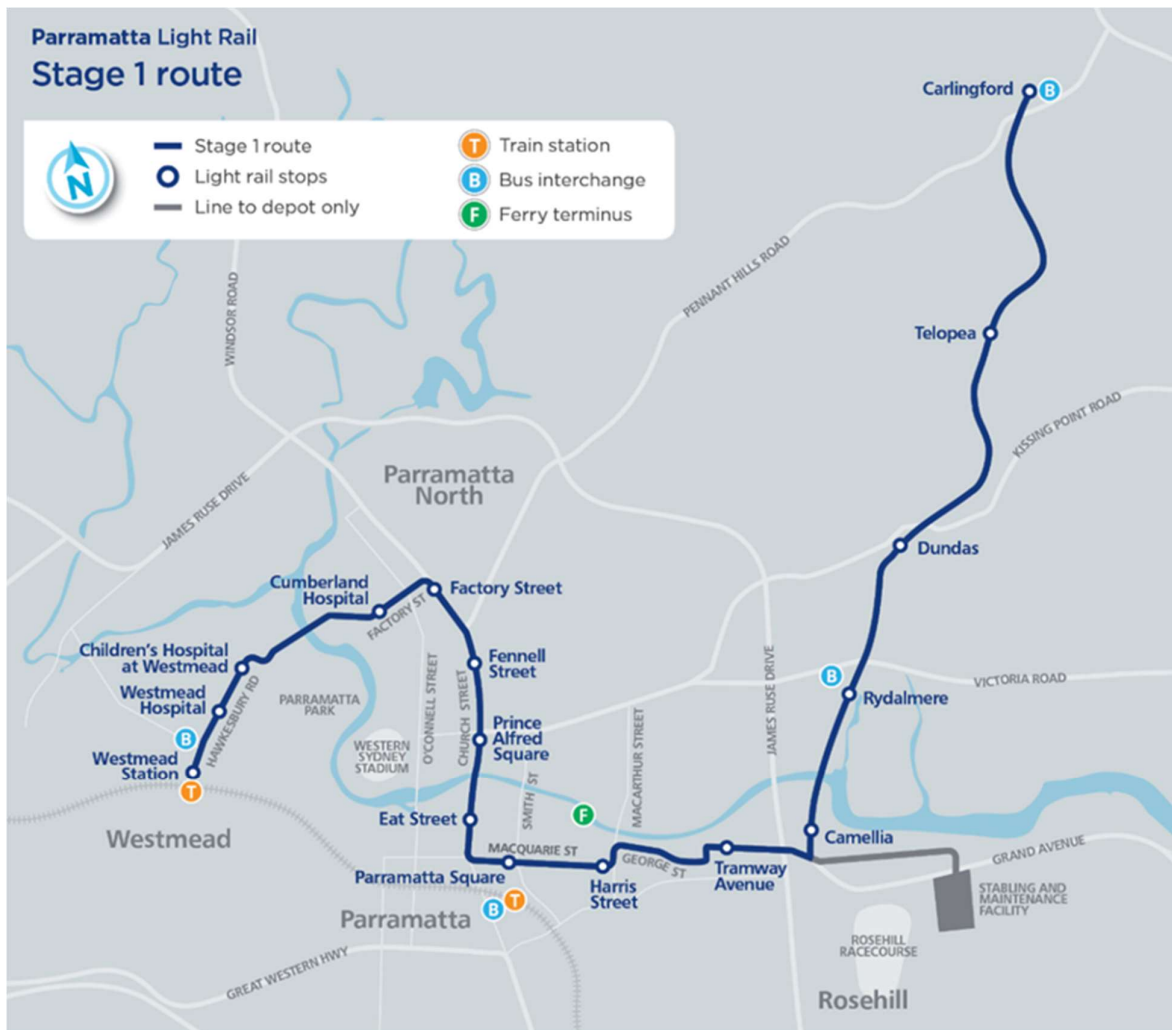 Parramatta Light Rail
Stage 1 route
N
Stage 1 route
Light rail stops
Line to depot only
T Train station
B Bus interchange
F Ferry terminus
Carlingford
B
WINDSOR ROAD
PENNANT HILLS ROAD
Telopea
KISSING POINT ROAD
Parramatta
North
JAMES RUSE DRIVE
Dundas
Cumberland
Hospital
Factory Street
FACTORY ST
Children's Hospital
at Westmead
Fennell
Street
Westmead
Hospital
HAWKESBURY RD
PARRAMATTA
PARK
O'CONNELL STREET
CHURCH STREET
B
VICTORIA ROAD
Rydalmere
JAMES RUSE DRIVE
Prince
Alfred
Square
MACARTHUR STREET
B
WESTERN
SYDNEY
STADIUM
Westmead
Station
T
SMITH ST
F
Westmead
Eat Street
Camellia
MACQUARIE ST
GEORGE ST
GRAND AVENUE
Parramatta Square
Harris
Street
Tramway
Avenue
STABLING AND
MAINTENANCE
FACILITY
T
B
Parramatta
ROSEHILL
RACECOURSE
GREAT WESTERN HWY
Rosehill